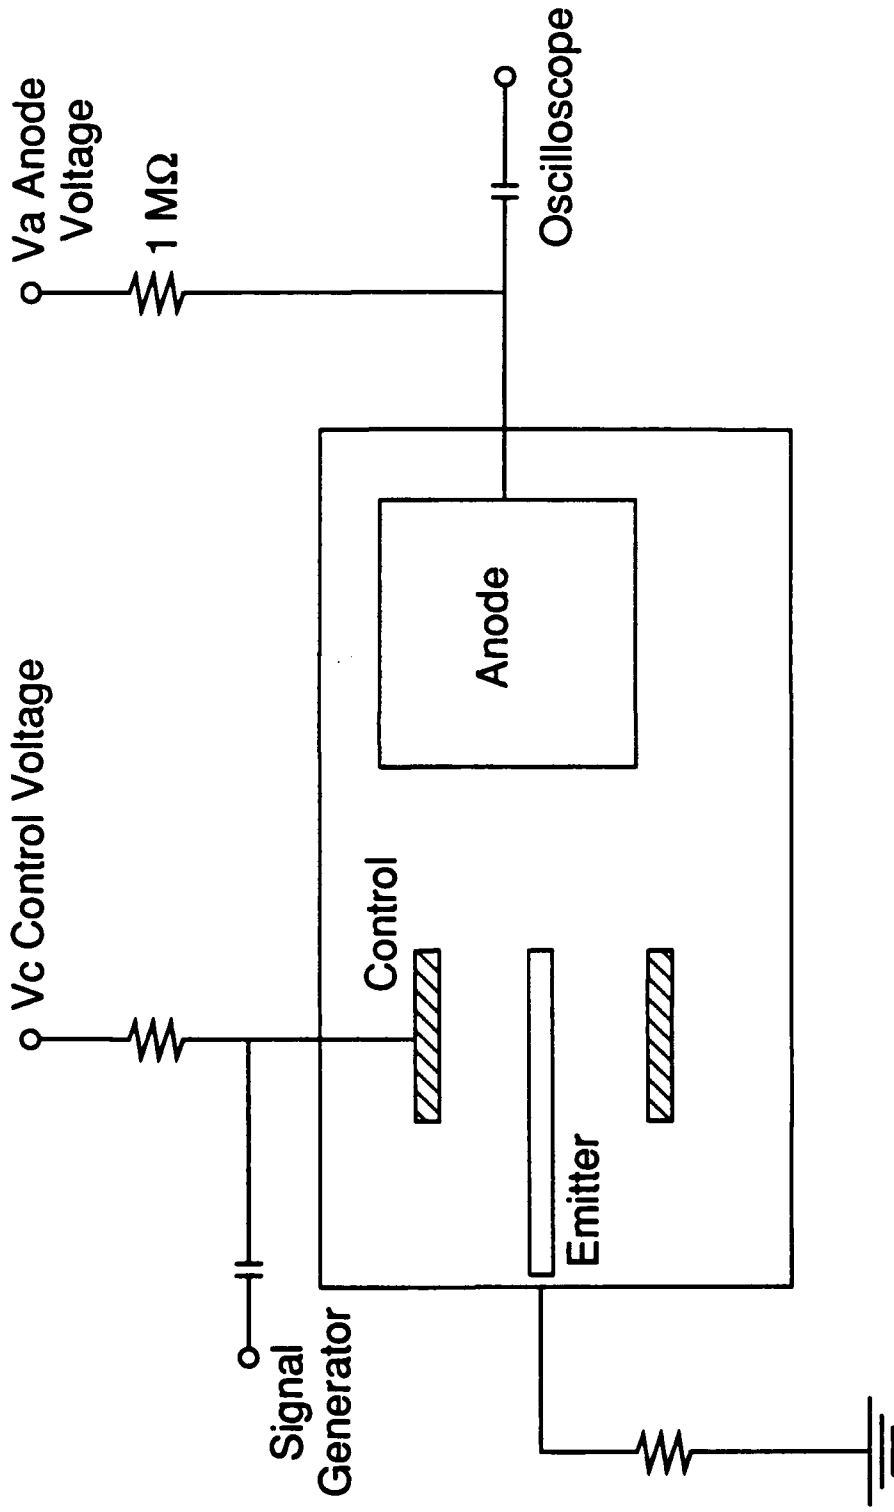 Va Anode
Voltage
1 MΩ
Oscilloscope
Vc Control Voltage
Anode
Control
Emitter
Signal
Generator